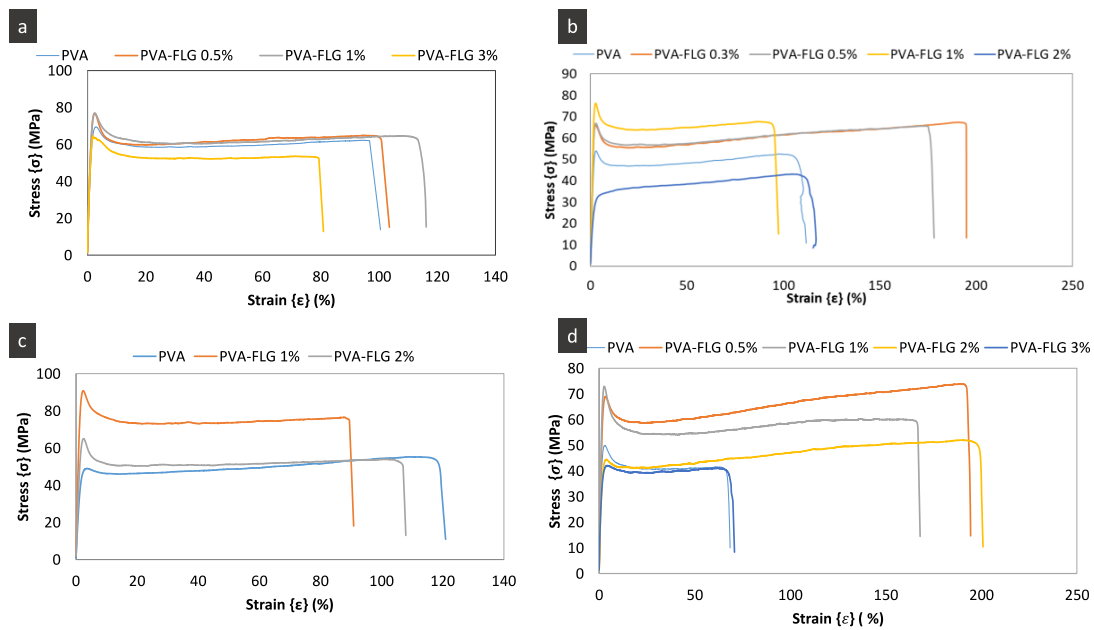 a
PVA PVA-FLG 0.5% PVA-FLG 1% PVA-FLG 3%
100
80
60
40
20
0
0 20 40 60 80 100 120 140
Stress {σ} (MPa)
Strain {ε} (%)
b
PVA PVA-FLG 0.3% PVA-FLG 0.5% PVA-FLG 1% PVA-FLG 2%
90
80
70
60
50
40
30
20
10
0
0 50 100 150 200 250
Stress {σ} (MPa)
Strain {ε} (%)
c
PVA PVA-FLG 1% PVA-FLG 2%
100
80
60
40
20
0
0 20 40 60 80 100 120 140
Stress {σ} (MPa)
Strain {ε} (%)
d
PVA PVA-FLG 0.5% PVA-FLG 1% PVA-FLG 2% PVA-FLG 3%
80
70
60
50
40
30
20
10
0
0 50 100 150 200 250
Stress {σ} (MPa)
Strain {ε} ( %)